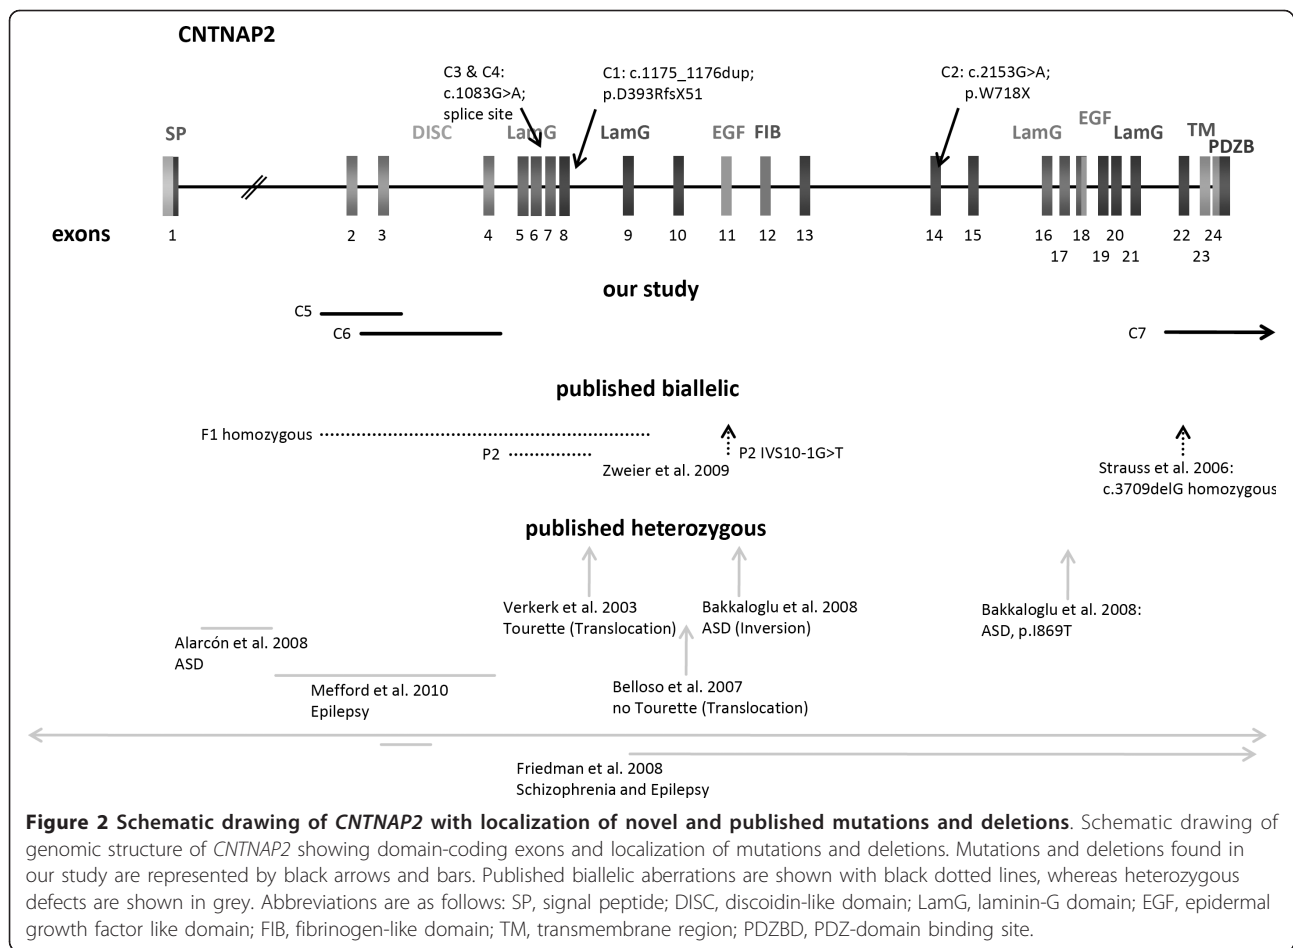 CNTNAP2
C3 & C4:
c.1083G>A;
splice site
C1: c.1175_1176dup;
p.D393RfsX51
C2: c.2153G>A;
p.W718X
SP
DISC
LamG
LamG
EGF
FIB
LamG
EGF
LamG
TM
PDZB
exons
1
2
3
4
5
6
7
8
9
10
11
12
13
14
15
16
17
18
19
20
21
22
23
24
our study
C5
C6
C7
published biallelic
F1 homozygous
P2
Zweier et al. 2009
P2 IVS10-1G>T
Strauss et al. 2006:
c.3709delG homozygous
published heterozygous
Verkerk et al. 2003
Tourette (Translocation)
Bakkaloglu et al. 2008
ASD (Inversion)
Bakkaloglu et al. 2008:
ASD, p.I869T
Alarcón et al. 2008
ASD
Belloso et al. 2007
no Tourette (Translocation)
Mefford et al. 2010
Epilepsy
Friedman et al. 2008
Schizophrenia and Epilepsy
Figure 2 Schematic drawing of CNTNAP2 with localization of novel and published mutations and deletions. Schematic drawing of
genomic structure of CNTNAP2 showing domain-coding exons and localization of mutations and deletions. Mutations and deletions found in
our study are represented by black arrows and bars. Published biallelic aberrations are shown with black dotted lines, whereas heterozygous
defects are shown in grey. Abbreviations are as follows: SP, signal peptide; DISC, discoidin-like domain; LamG, laminin-G domain; EGF, epidermal
growth factor like domain; FIB, fibrinogen-like domain; TM, transmembrane region; PDZBD, PDZ-domain binding site.